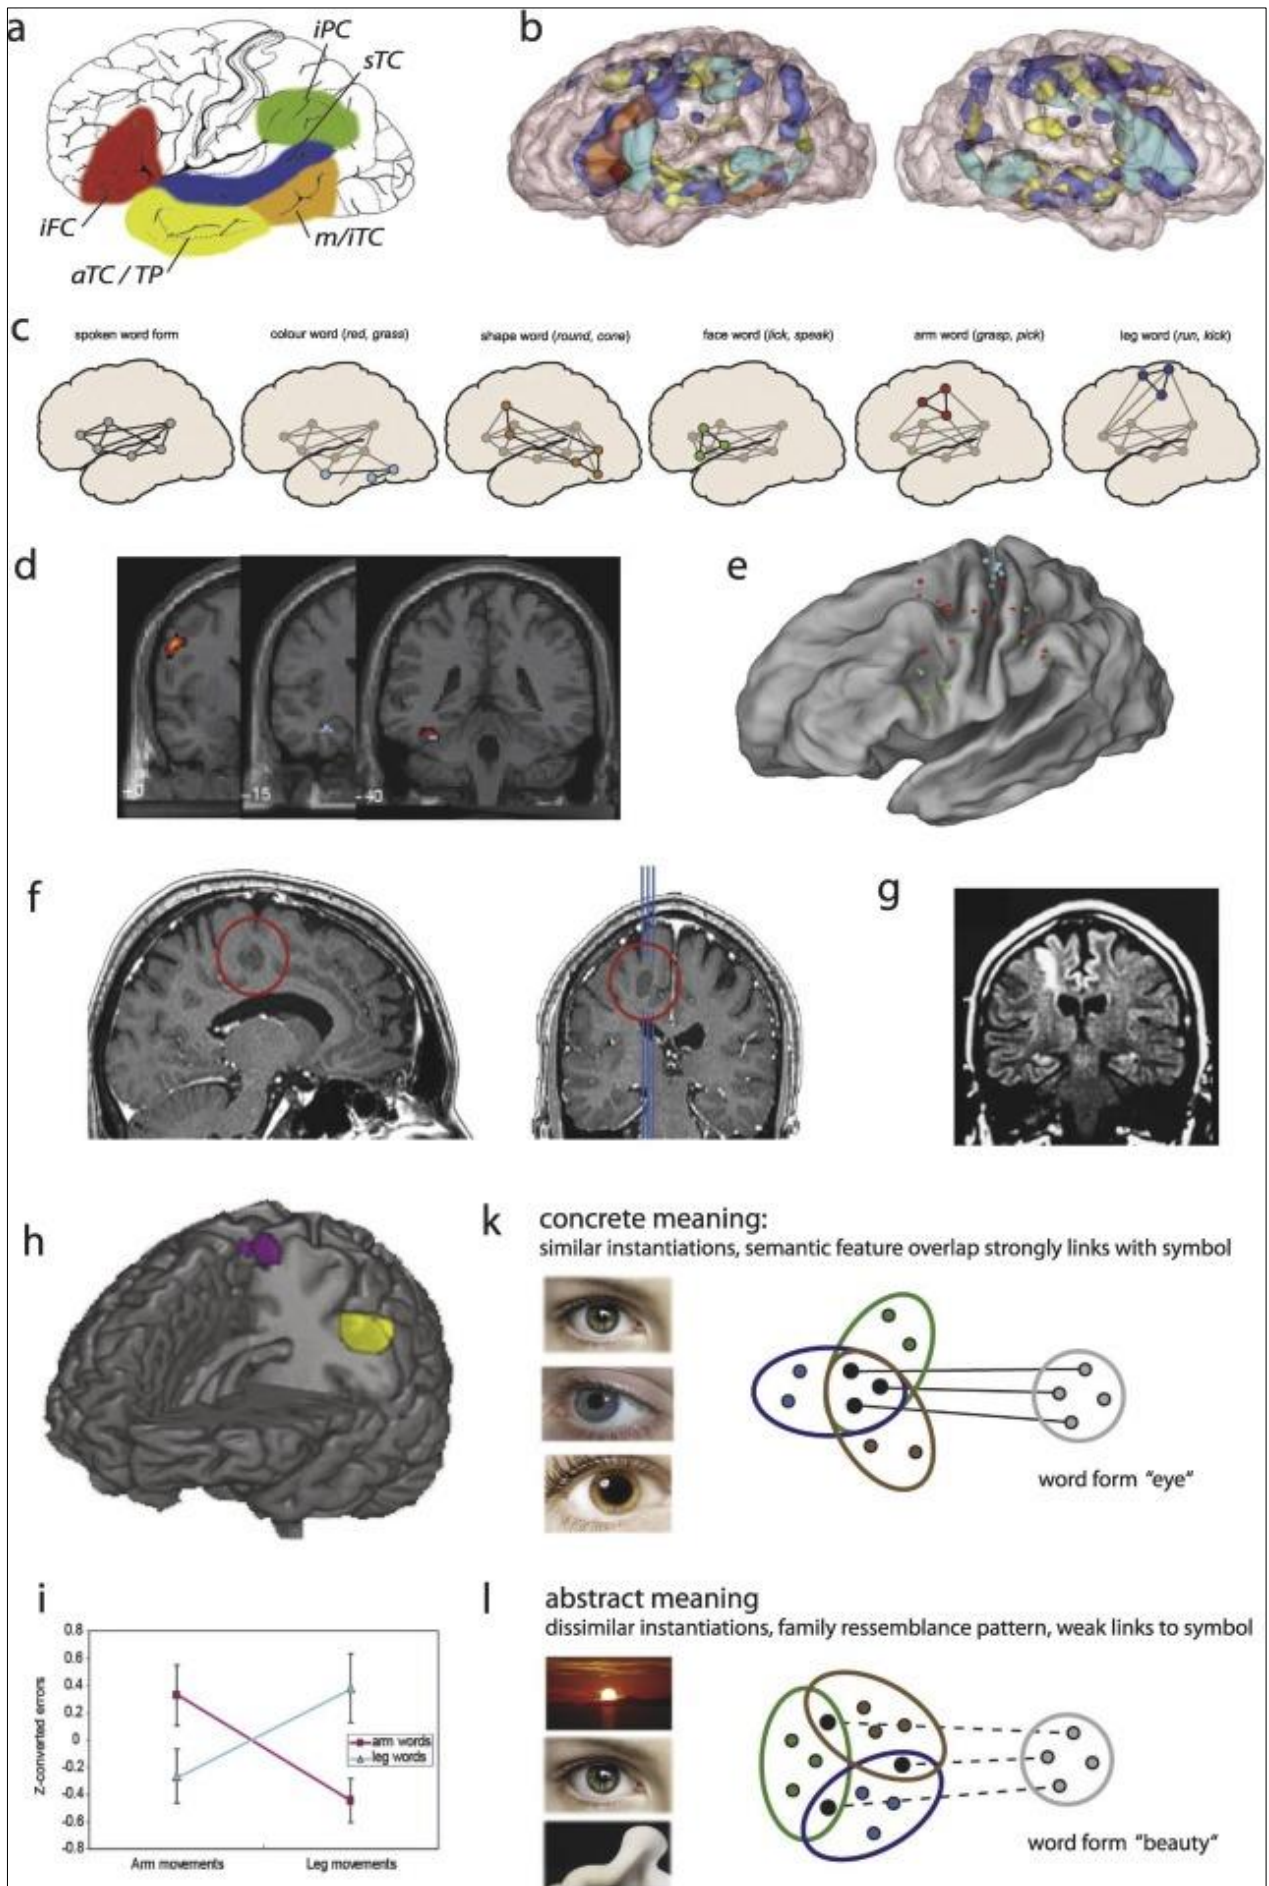 a
iPC
sTC
iFC
m/iTC
aTC / TP
b
c
spoken word form
colour word (red, grass)
shape word (round, cone)
face word (lick, speak)
arm word (grasp, pick)
leg word (run, kick)
d
-0
-15
-40
e
f
g
h
k
concrete meaning:
similar instantiations, semantic feature overlap strongly links with symbol
word form "eye"
i
0.8
0.6
0.4
0.2
0
-0.2
-0.4
-0.6
-0.8
Z-converted errors
arm words
leg words
Arm movements
Leg movements
l
abstract meaning
dissimilar instantiations, family ressemblance pattern, weak links to symbol
word form "beauty"